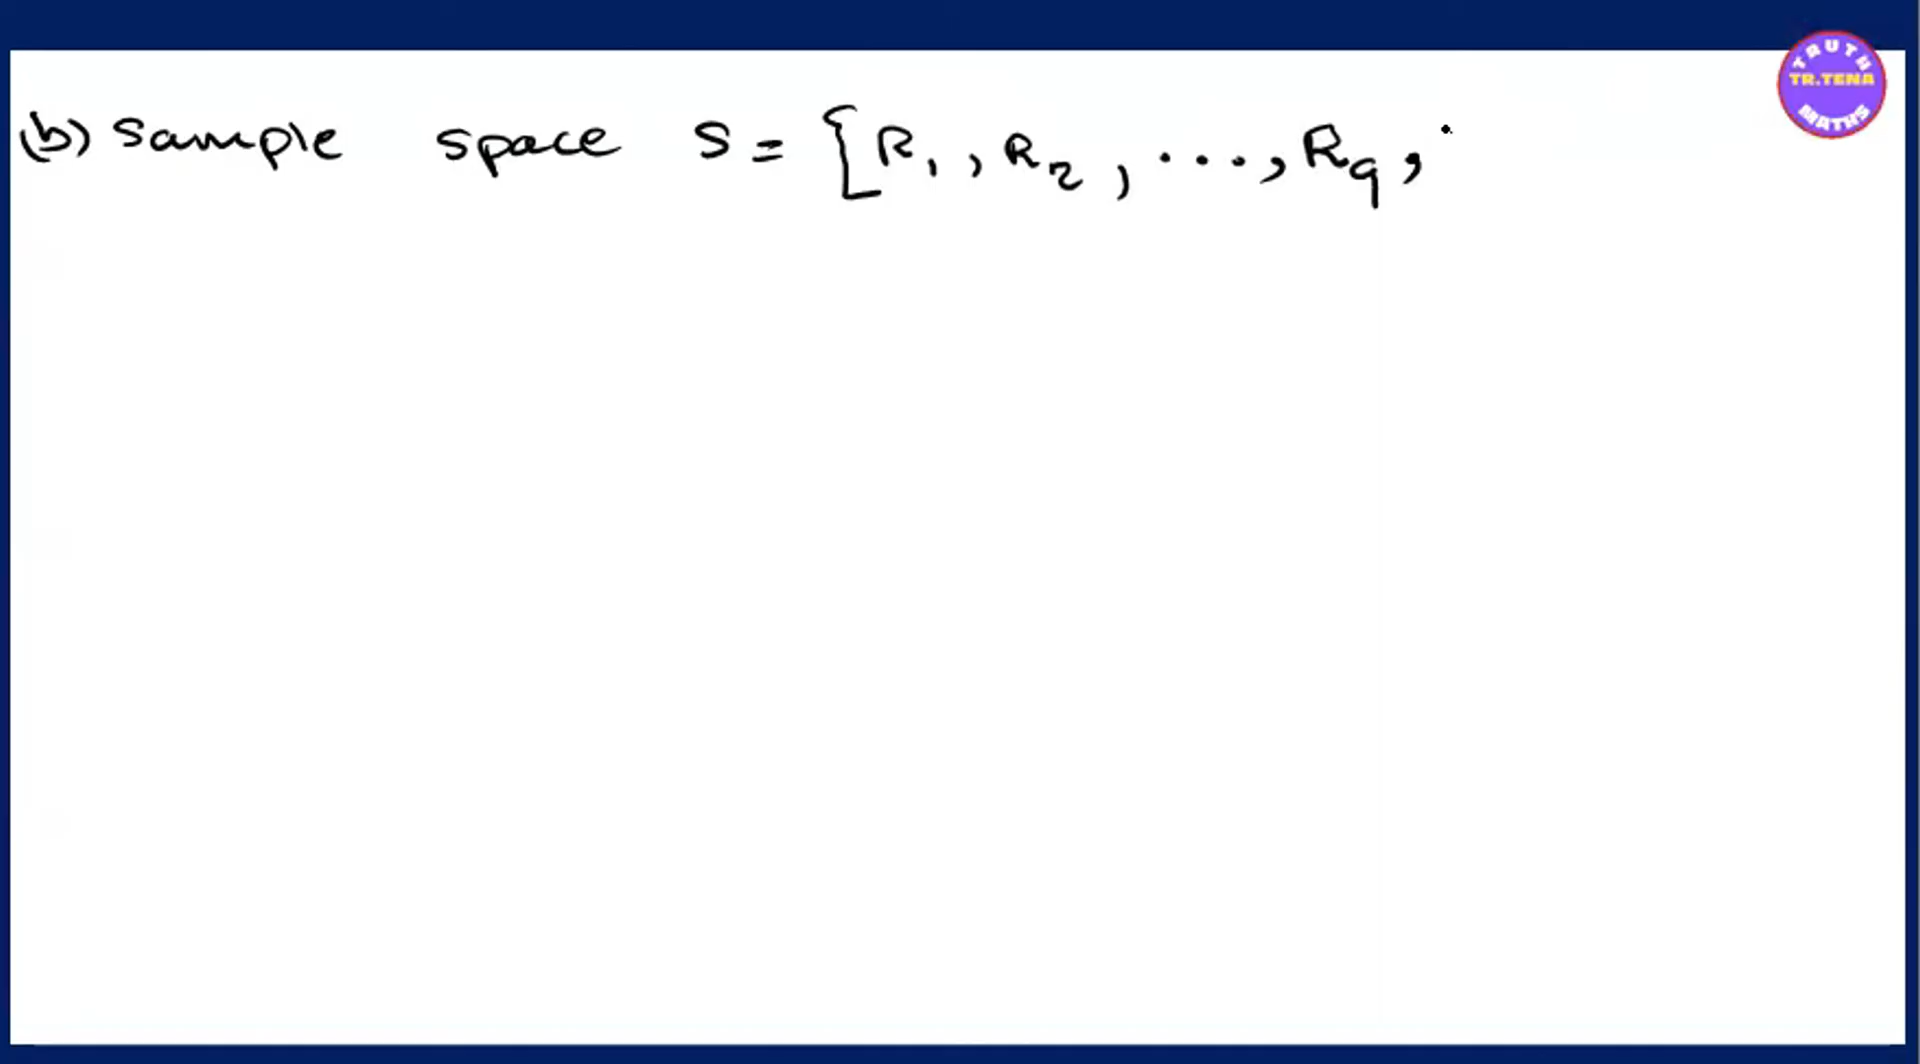 (b) Sample space S = {R₁, R₂, ..., R₉,
TRUTH
TR.TENA
MATHS